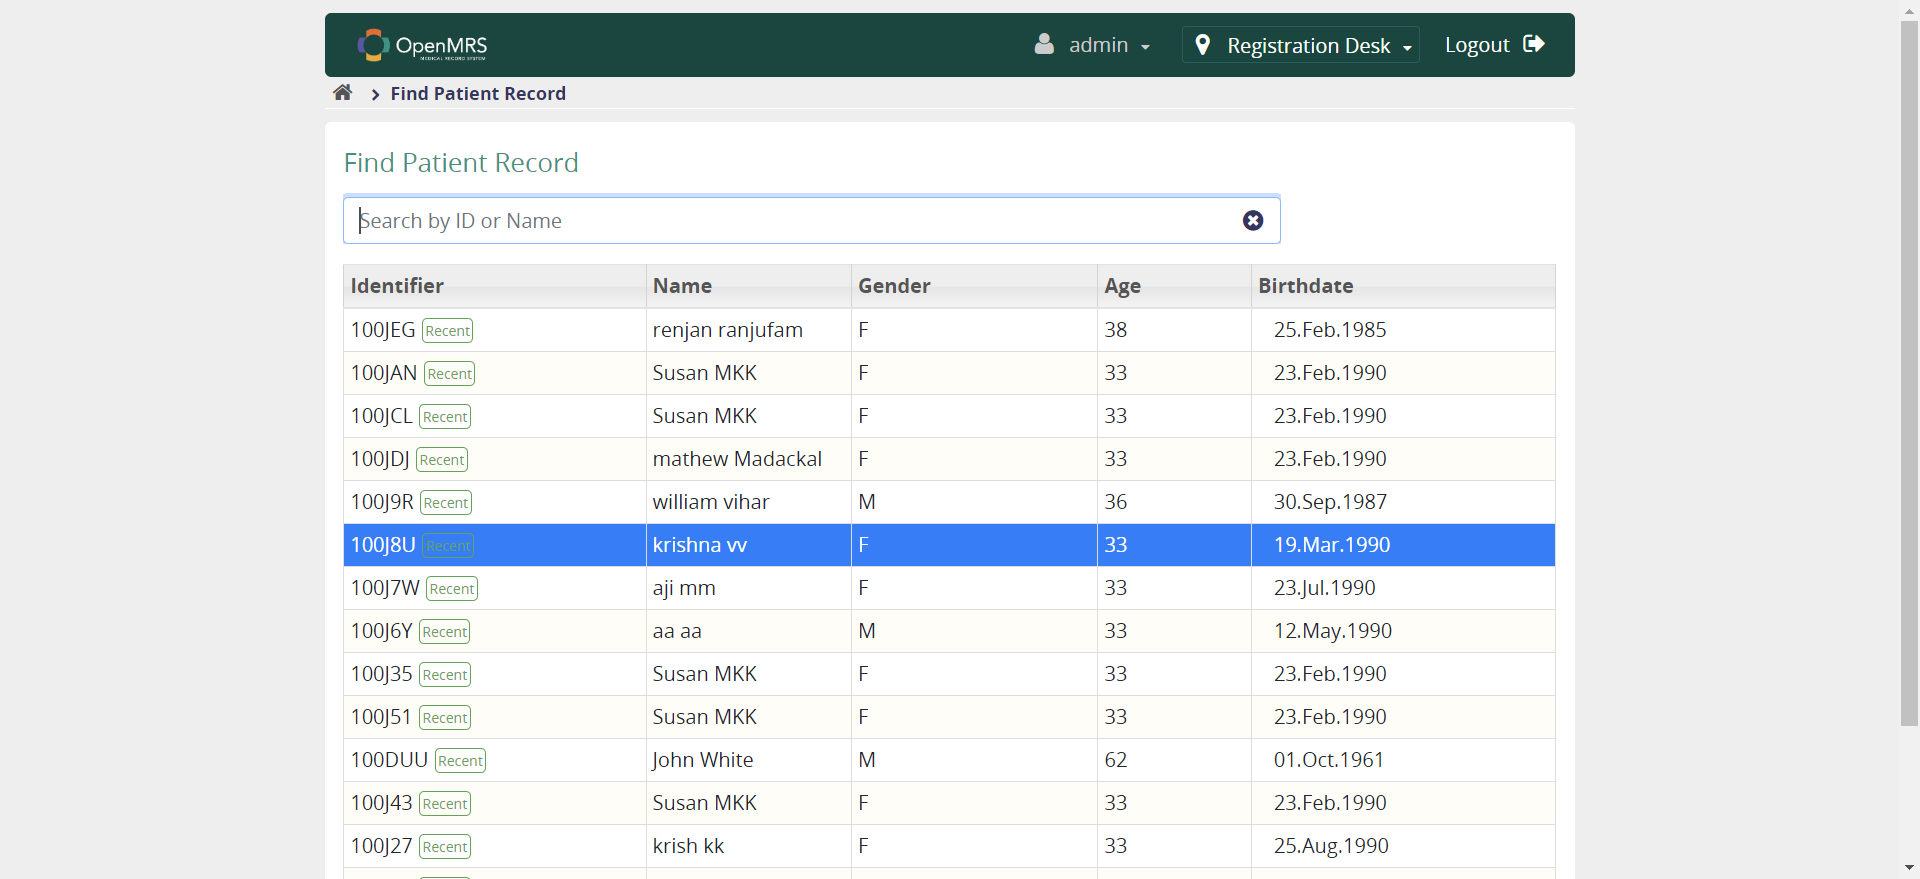 OpenMRS
MEDICAL RECORD SYSTEM
admin
Registration Desk
Logout
Find Patient Record
Find Patient Record
Search by ID or Name
Identifier Name Gender Age Birthdate
100JEG Recent renjan ranjufam F 38 25.Feb.1985
100JAN Recent Susan MKK F 33 23.Feb.1990
100JCL Recent Susan MKK F 33 23.Feb.1990
100JDJ Recent mathew Madackal F 33 23.Feb.1990
100J9R Recent william vihar M 36 30.Sep.1987
100J8U Recent krishna vv F 33 19.Mar.1990
100J7W Recent aji mm F 33 23.Jul.1990
100J6Y Recent aa aa M 33 12.May.1990
100J35 Recent Susan MKK F 33 23.Feb.1990
100J51 Recent Susan MKK F 33 23.Feb.1990
100DUU Recent John White M 62 01.Oct.1961
100J43 Recent Susan MKK F 33 23.Feb.1990
100J27 Recent krish kk F 33 25.Aug.1990